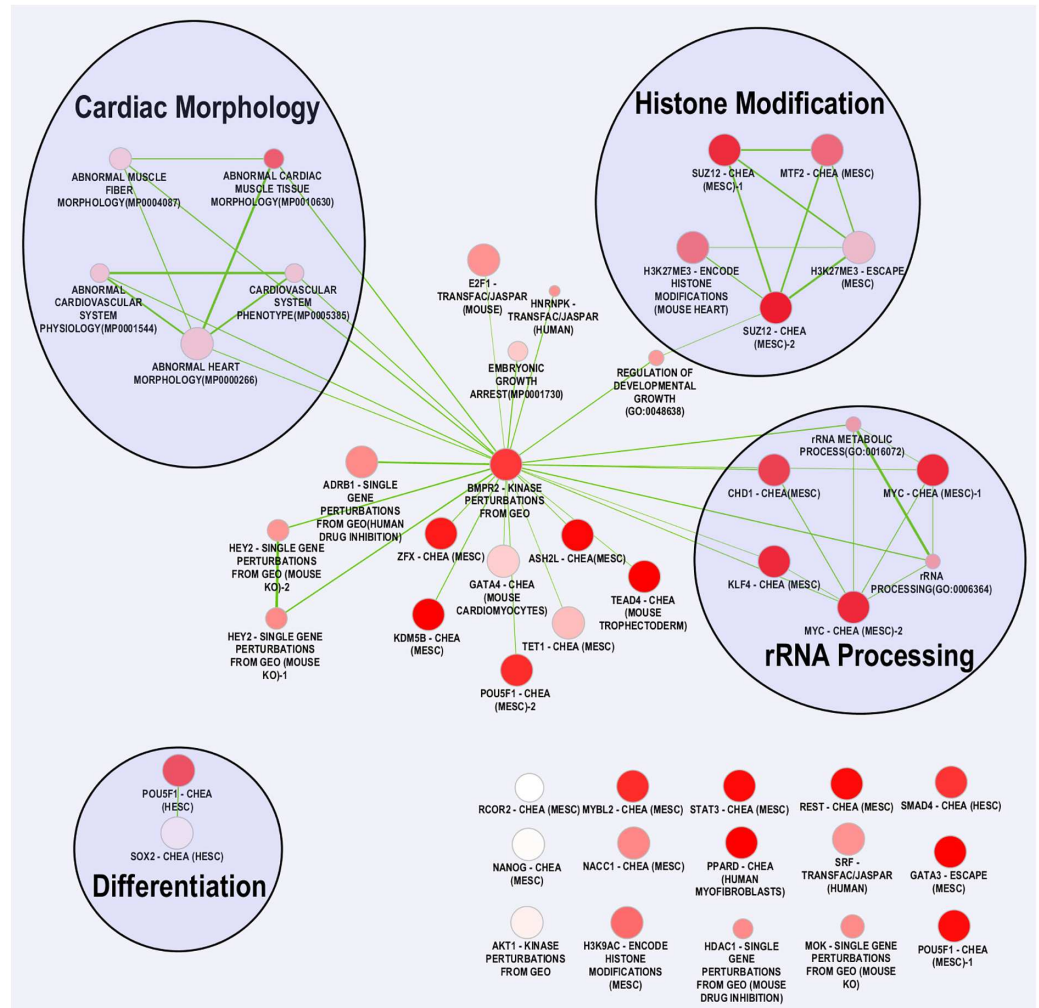 Cardiac Morphology
ABNORMAL MUSCLE
FIBER
MORPHOLOGY(MP0004087)
ABNORMAL CARDIAC
MUSCLE TISSUE
MORPHOLOGY(MP0010630)
ABNORMAL
CARDIOVASCULAR
SYSTEM
PHYSIOLOGY(MP0001544)
CARDIOVASCULAR
SYSTEM
PHENOTYPE(MP0005385)
ABNORMAL HEART
MORPHOLOGY(MP0000266)
Histone Modification
SUZ12 - CHEA
(MESC)-1
MTF2 - CHEA (MESC)
H3K27ME3 - ENCODE
HISTONE
MODIFICATIONS
(MOUSE HEART)
H3K27ME3 - ESCAPE
(MESC)
SUZ12 - CHEA
(MESC)-2
E2F1 -
TRANSFAC/JASPAR
(MOUSE)
HNRNPK -
TRANSFAC/JASPAR
(HUMAN)
EMBRYONIC
GROWTH
ARREST(MP0001730)
REGULATION OF
DEVELOPMENTAL
GROWTH
(GO:0048638)
rRNA METABOLIC
PROCESS(GO:0016072)
CHD1 - CHEA(MESC)
MYC - CHEA (MESC)-1
KLF4 - CHEA (MESC)
rRNA
PROCESSING(GO:0006364)
MYC - CHEA (MESC)-2
rRNA Processing
BMPR2 - KINASE
PERTURBATIONS
FROM GEO
ADRB1 - SINGLE
GENE
PERTURBATIONS
FROM GEO(HUMAN
DRUG INHIBITION)
HEY2 - SINGLE GENE
PERTURBATIONS
FROM GEO (MOUSE
KO)-2
HEY2 - SINGLE GENE
PERTURBATIONS
FROM GEO (MOUSE
KO)-1
ZFX - CHEA (MESC)
ASH2L - CHEA(MESC)
GATA4 - CHEA
(MOUSE
CARDIOMYOCYTES)
TEAD4 - CHEA
(MOUSE
TROPHECTODERM)
KDM5B - CHEA
(MESC)
TET1 - CHEA (MESC)
POU5F1 - CHEA
(MESC)-2
POU5F1 - CHEA
(HESC)
SOX2 - CHEA (HESC)
Differentiation
RCOR2 - CHEA (MESC)
MYBL2 - CHEA (MESC)
STAT3 - CHEA (MESC)
REST - CHEA (MESC)
SMAD4 - CHEA (HESC)
NANOG - CHEA
(MESC)
NACC1 - CHEA (MESC)
PPARD - CHEA
(HUMAN
MYOFIBROBLASTS)
SRF -
TRANSFAC/JASPAR
(HUMAN)
GATA3 - ESCAPE
(MESC)
AKT1 - KINASE
PERTURBATIONS
FROM GEO
H3K9AC - ENCODE
HISTONE
MODIFICATIONS
(MESC)
HDAC1 - SINGLE
GENE
PERTURBATIONS
FROM GEO (MOUSE
DRUG INHIBITION)
MOK - SINGLE GENE
PERTURBATIONS
FROM GEO (MOUSE
KO)
POU5F1 - CHEA
(MESC)-1